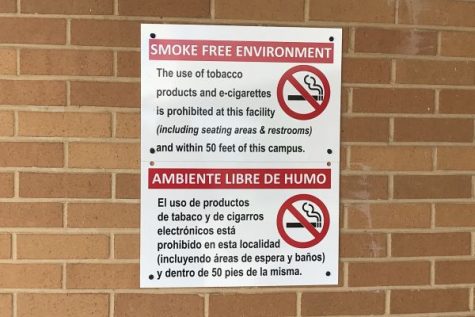 SMOKE FREE ENVIRONMENT
The use of tobacco
products and e-cigarettes
is prohibited at this facility
(including seating areas & restrooms)
and within 50 feet of this campus.
AMBIENTE LIBRE DE HUMO
El uso de productos
de tabaco y de cigarros
electrónicos está
prohibido en esta localidad
(incluyendo áreas de espera y baños)
y dentro de 50 pies de la misma.